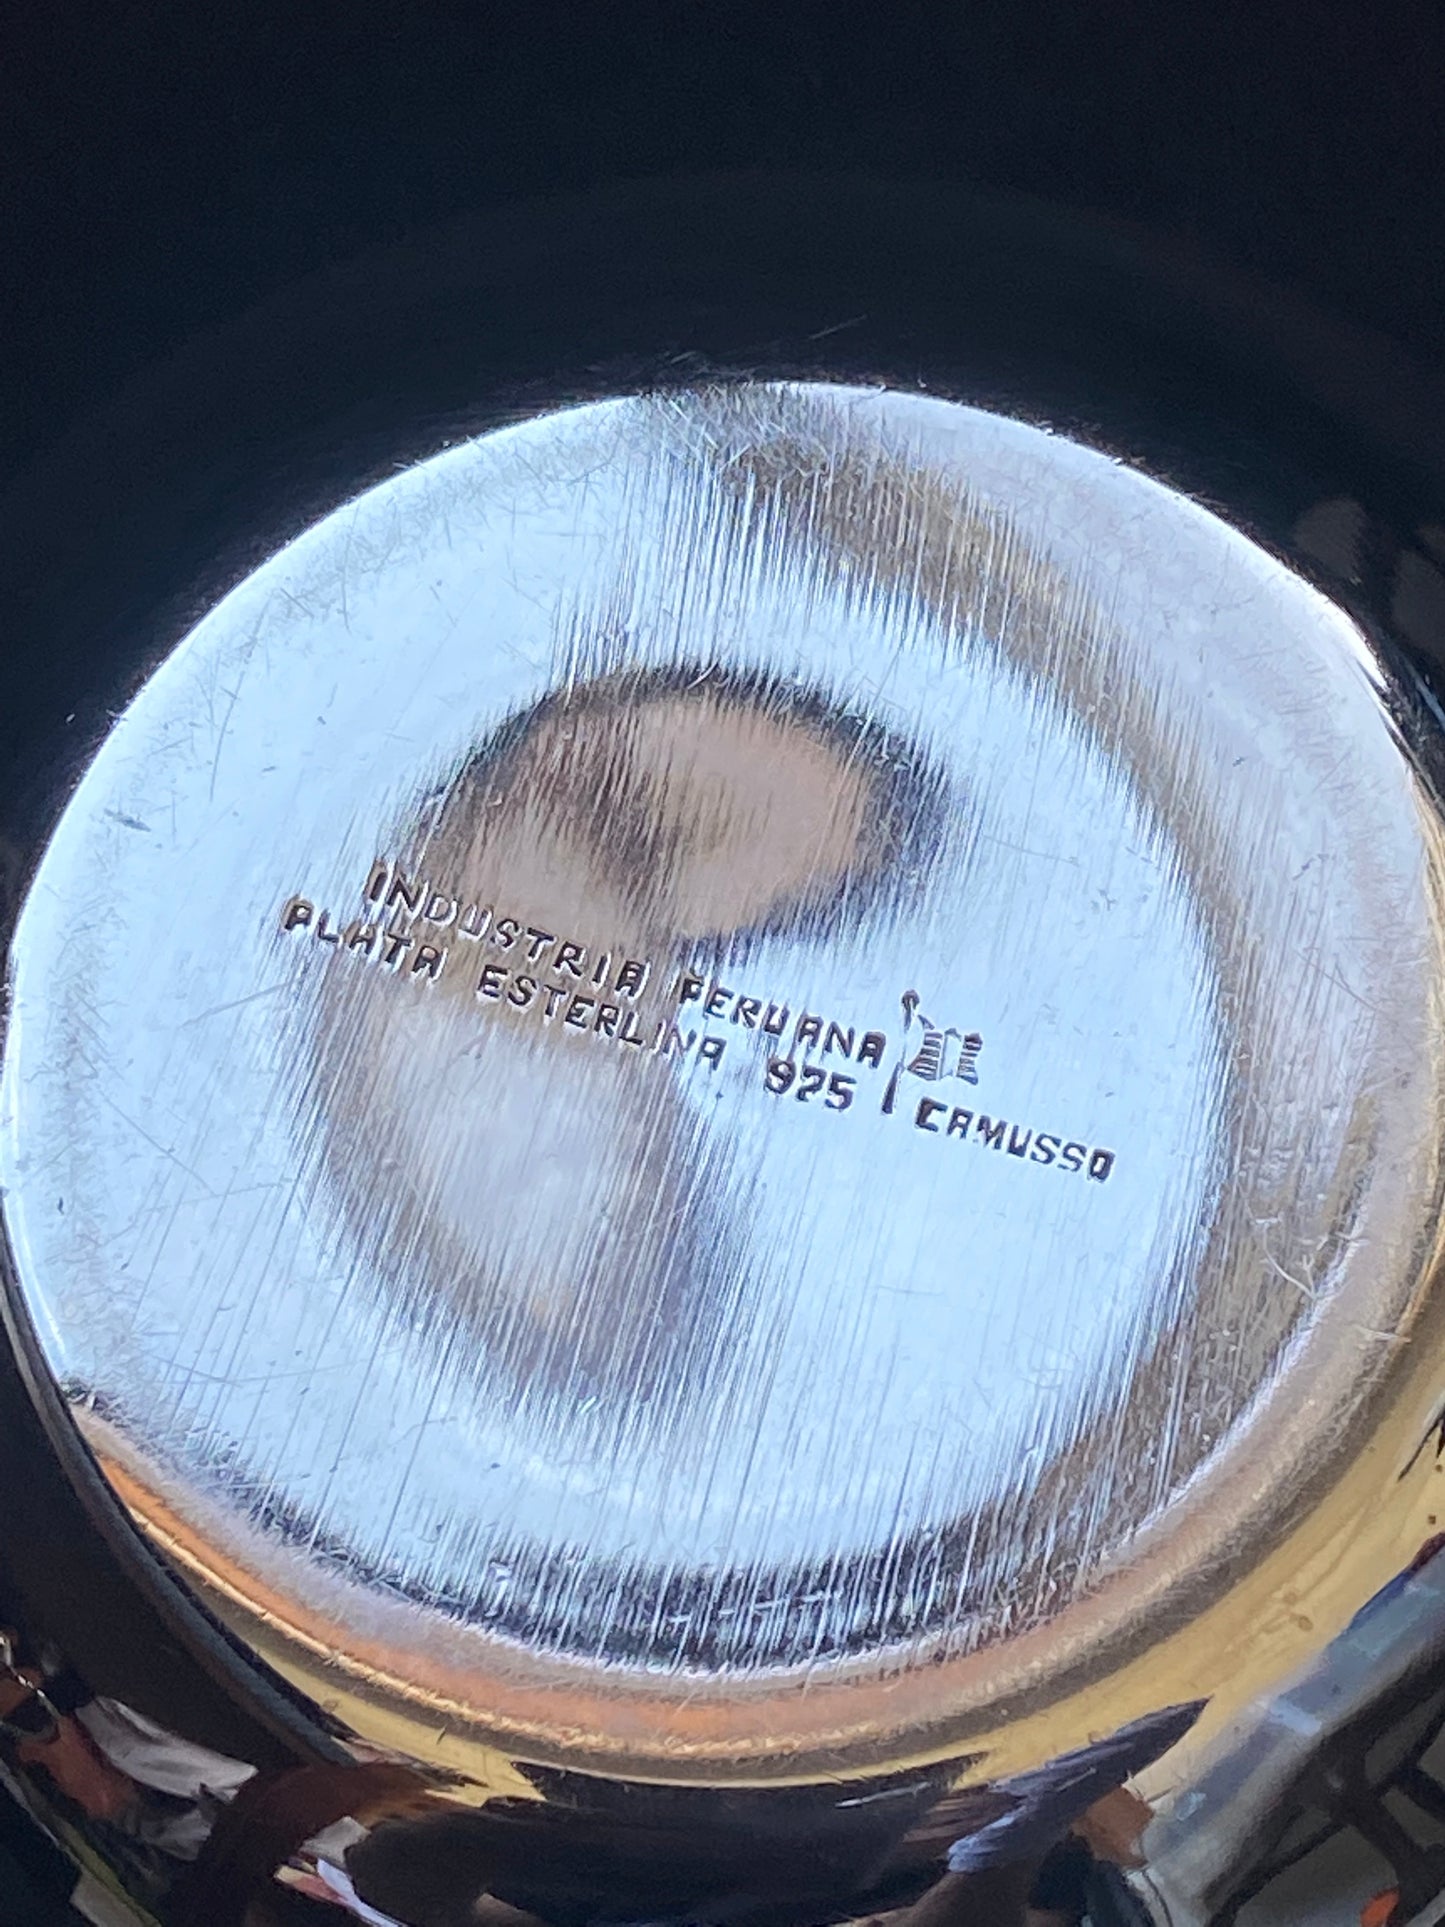 INDUSTRIA PERUANA
PLATA ESTERLINA 925
CAMUSSO